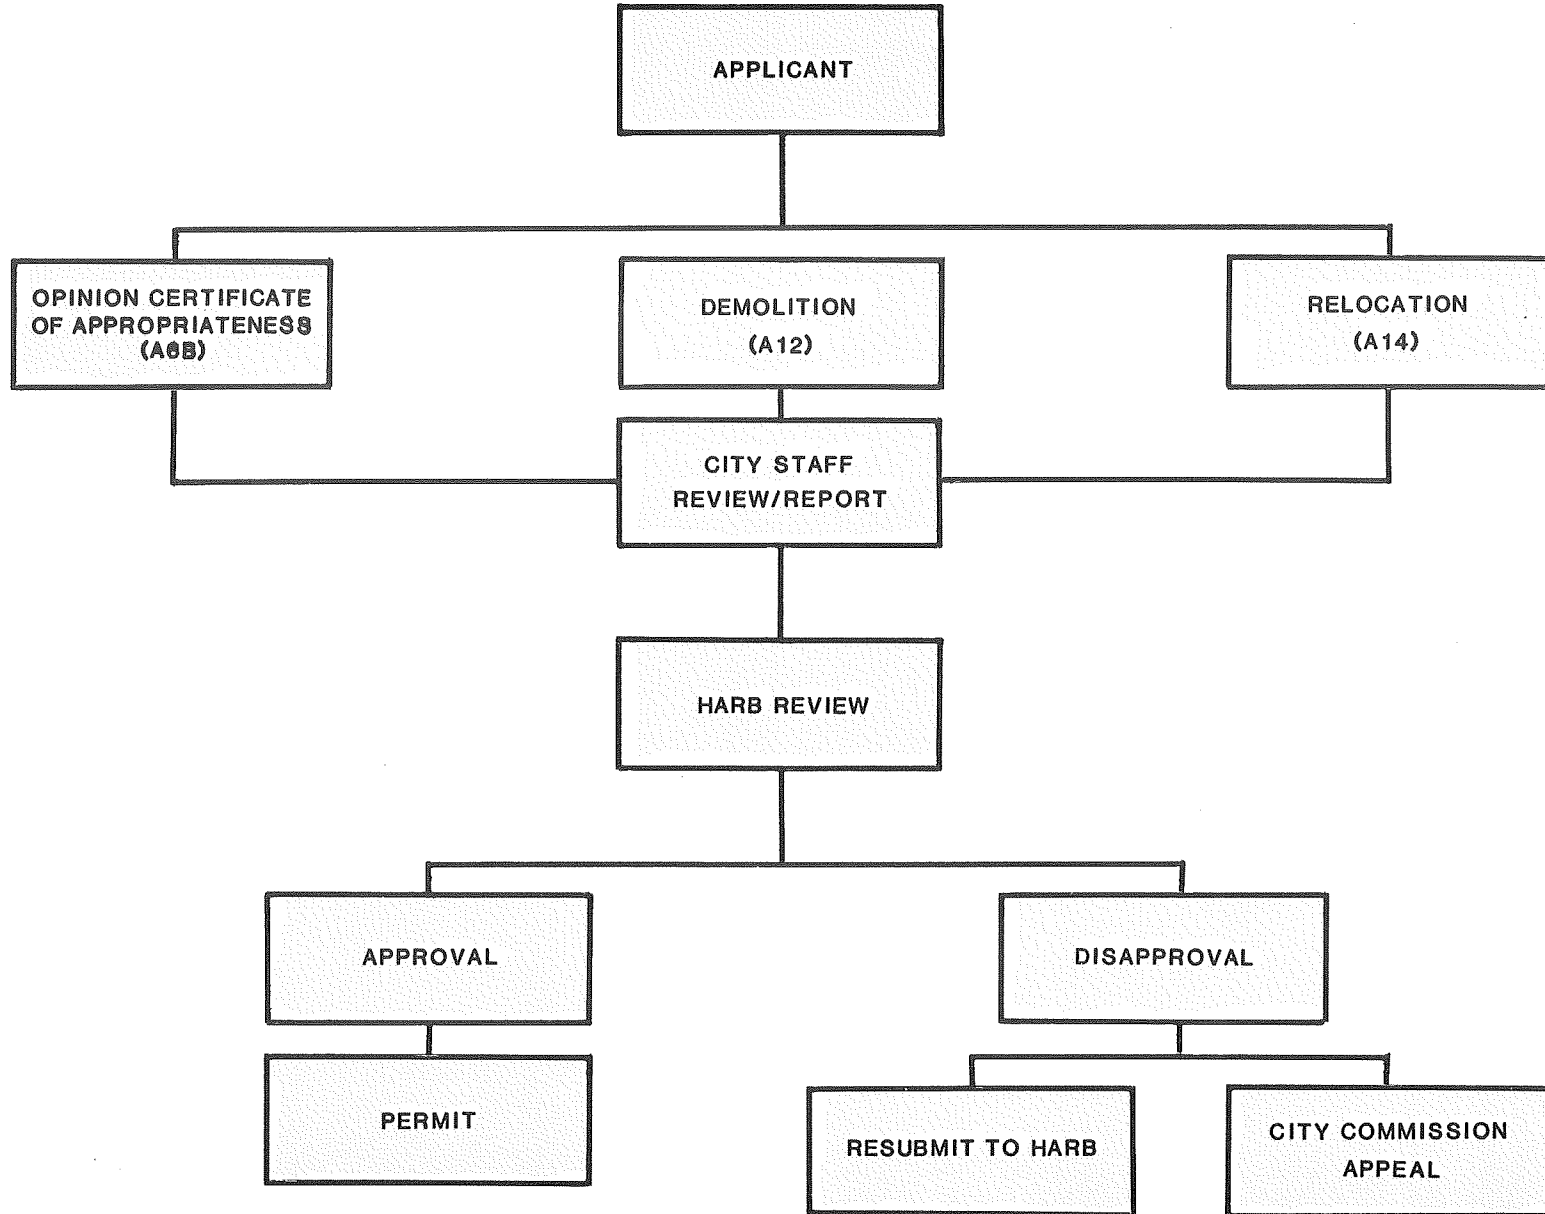 APPLICANT
OPINION CERTIFICATE
OF APPROPRIATENESS
(A6B)
DEMOLITION
(A12)
RELOCATION
(A14)
CITY STAFF
REVIEW/REPORT
HARB REVIEW
APPROVAL
DISAPPROVAL
PERMIT
RESUBMIT TO HARB
CITY COMMISSION
APPEAL